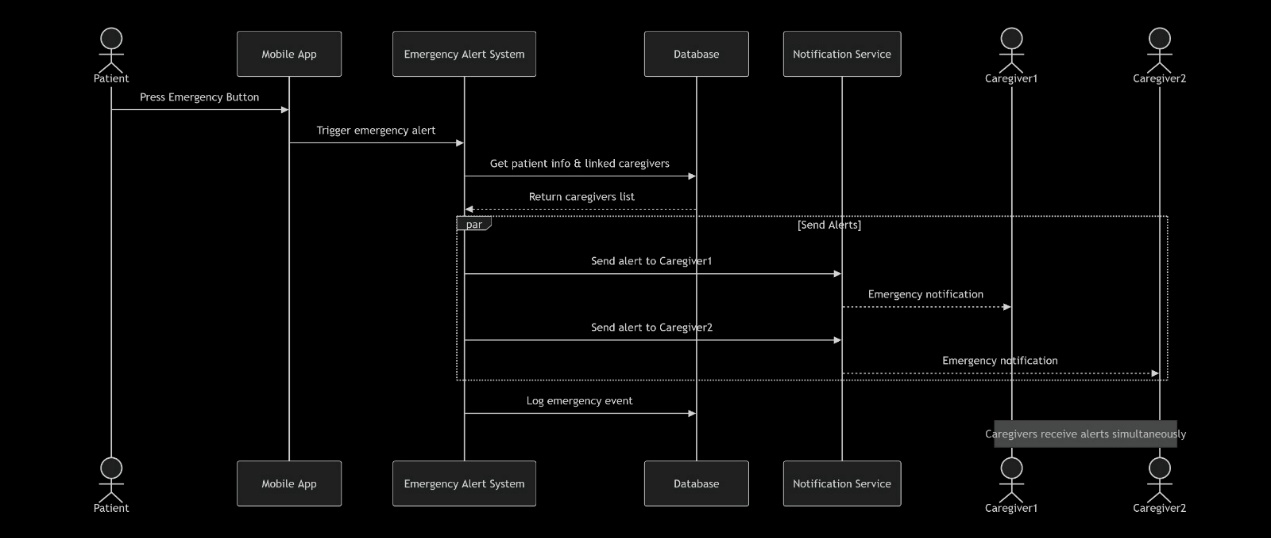 Patient
Mobile App
Emergency Alert System
Database
Notification Service
Caregiver1
Caregiver2
Press Emergency Button
Trigger emergency alert
Get patient info & linked caregivers
Return caregivers list
par
[Send Alerts]
Send alert to Caregiver1
Emergency notification
Send alert to Caregiver2
Emergency notification
Log emergency event
Caregivers receive alerts simultaneously
Patient
Mobile App
Emergency Alert System
Database
Notification Service
Caregiver1
Caregiver2